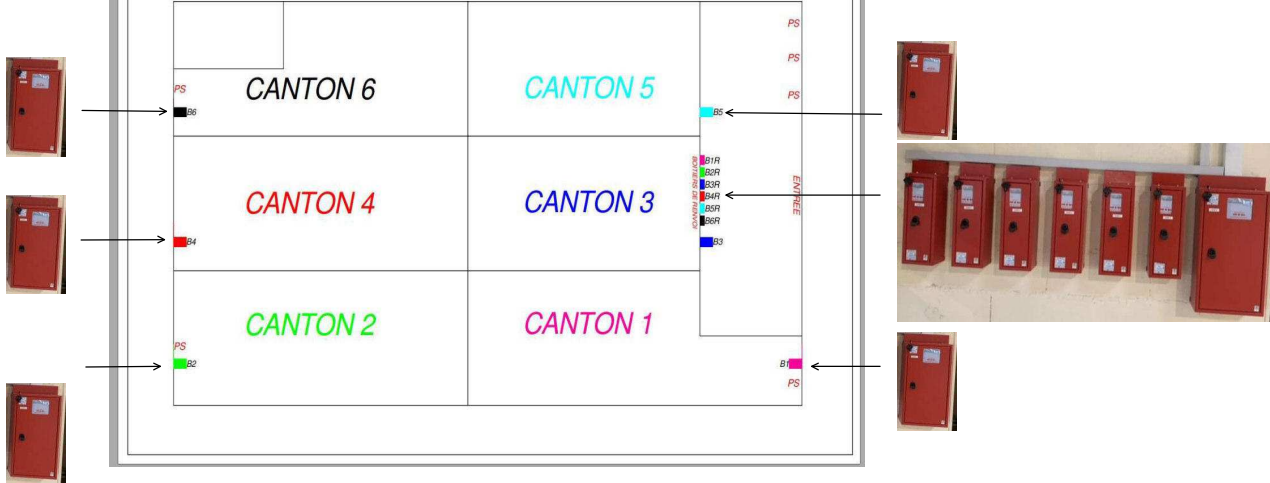 PS
PS
PS
CANTON 6
CANTON 5
PS
B6
B5
B1R
B2R
B3R
B4R
B5R
B6R
BOITIERS DE RENVOI
ENTREE
CANTON 4
CANTON 3
B4
B3
CANTON 2
CANTON 1
PS
B2
B1
PS